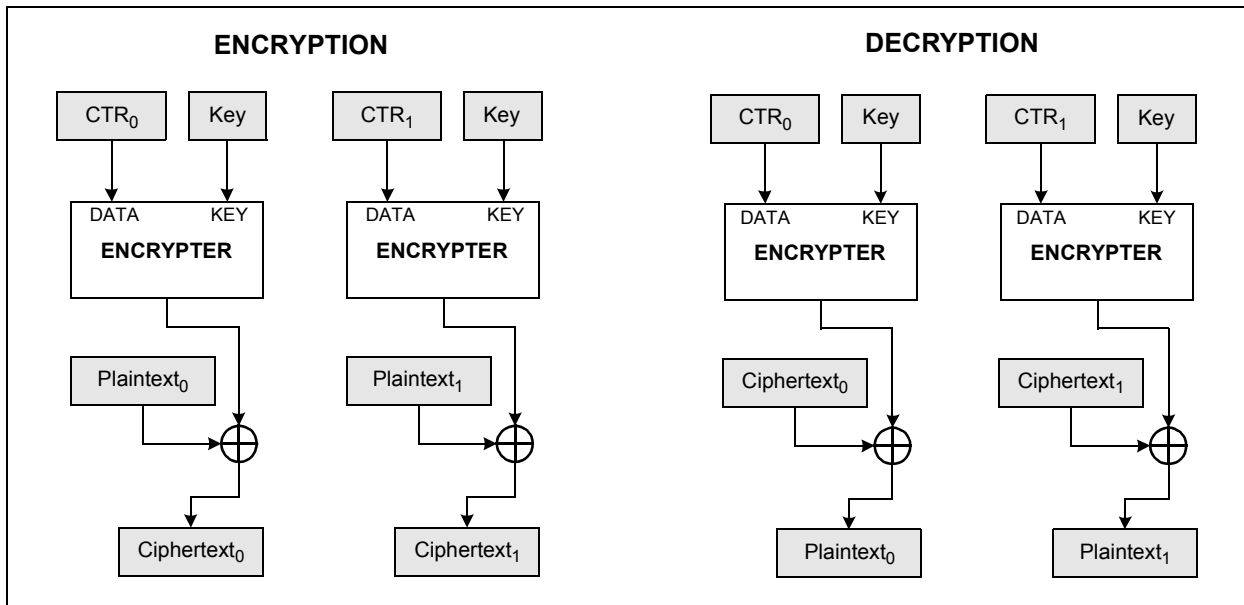 ENCRYPTION
DECRYPTION
CTR₀ Key CTR₁ Key
CTR₀ Key CTR₁ Key
DATA KEY DATA KEY
DATA KEY DATA KEY
ENCRYPTER ENCRYPTER
ENCRYPTER ENCRYPTER
Plaintext₀ Plaintext₁
Ciphertext₀ Ciphertext₁
Ciphertext₀ Ciphertext₁
Plaintext₀ Plaintext₁